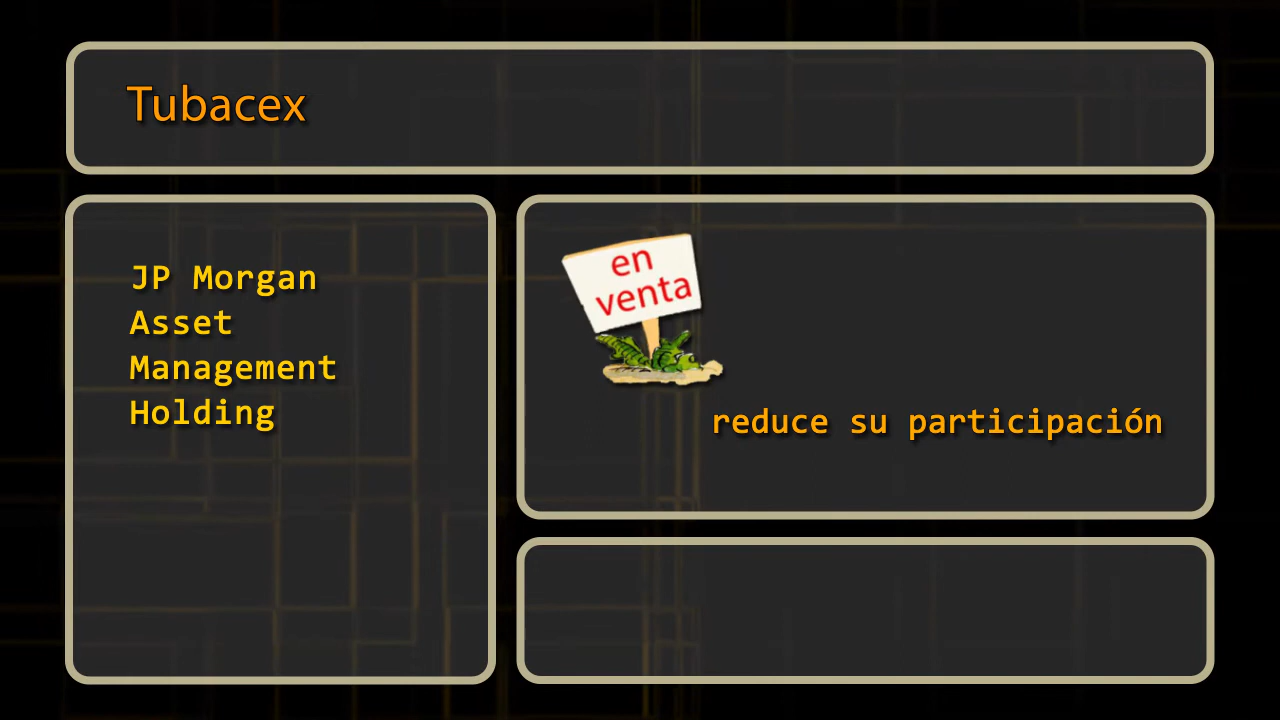 Tubacex
JP Morgan
Asset
Management
Holding
en
venta
reduce su participación